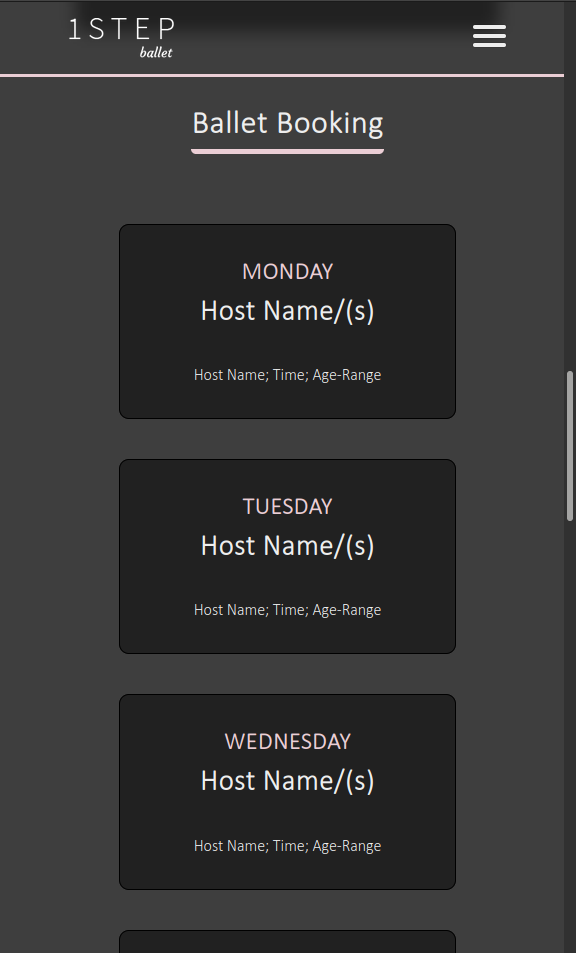 1STEP
ballet
Ballet Booking
MONDAY
Host Name/(s)
Host Name; Time; Age-Range
TUESDAY
Host Name/(s)
Host Name; Time; Age-Range
WEDNESDAY
Host Name/(s)
Host Name; Time; Age-Range